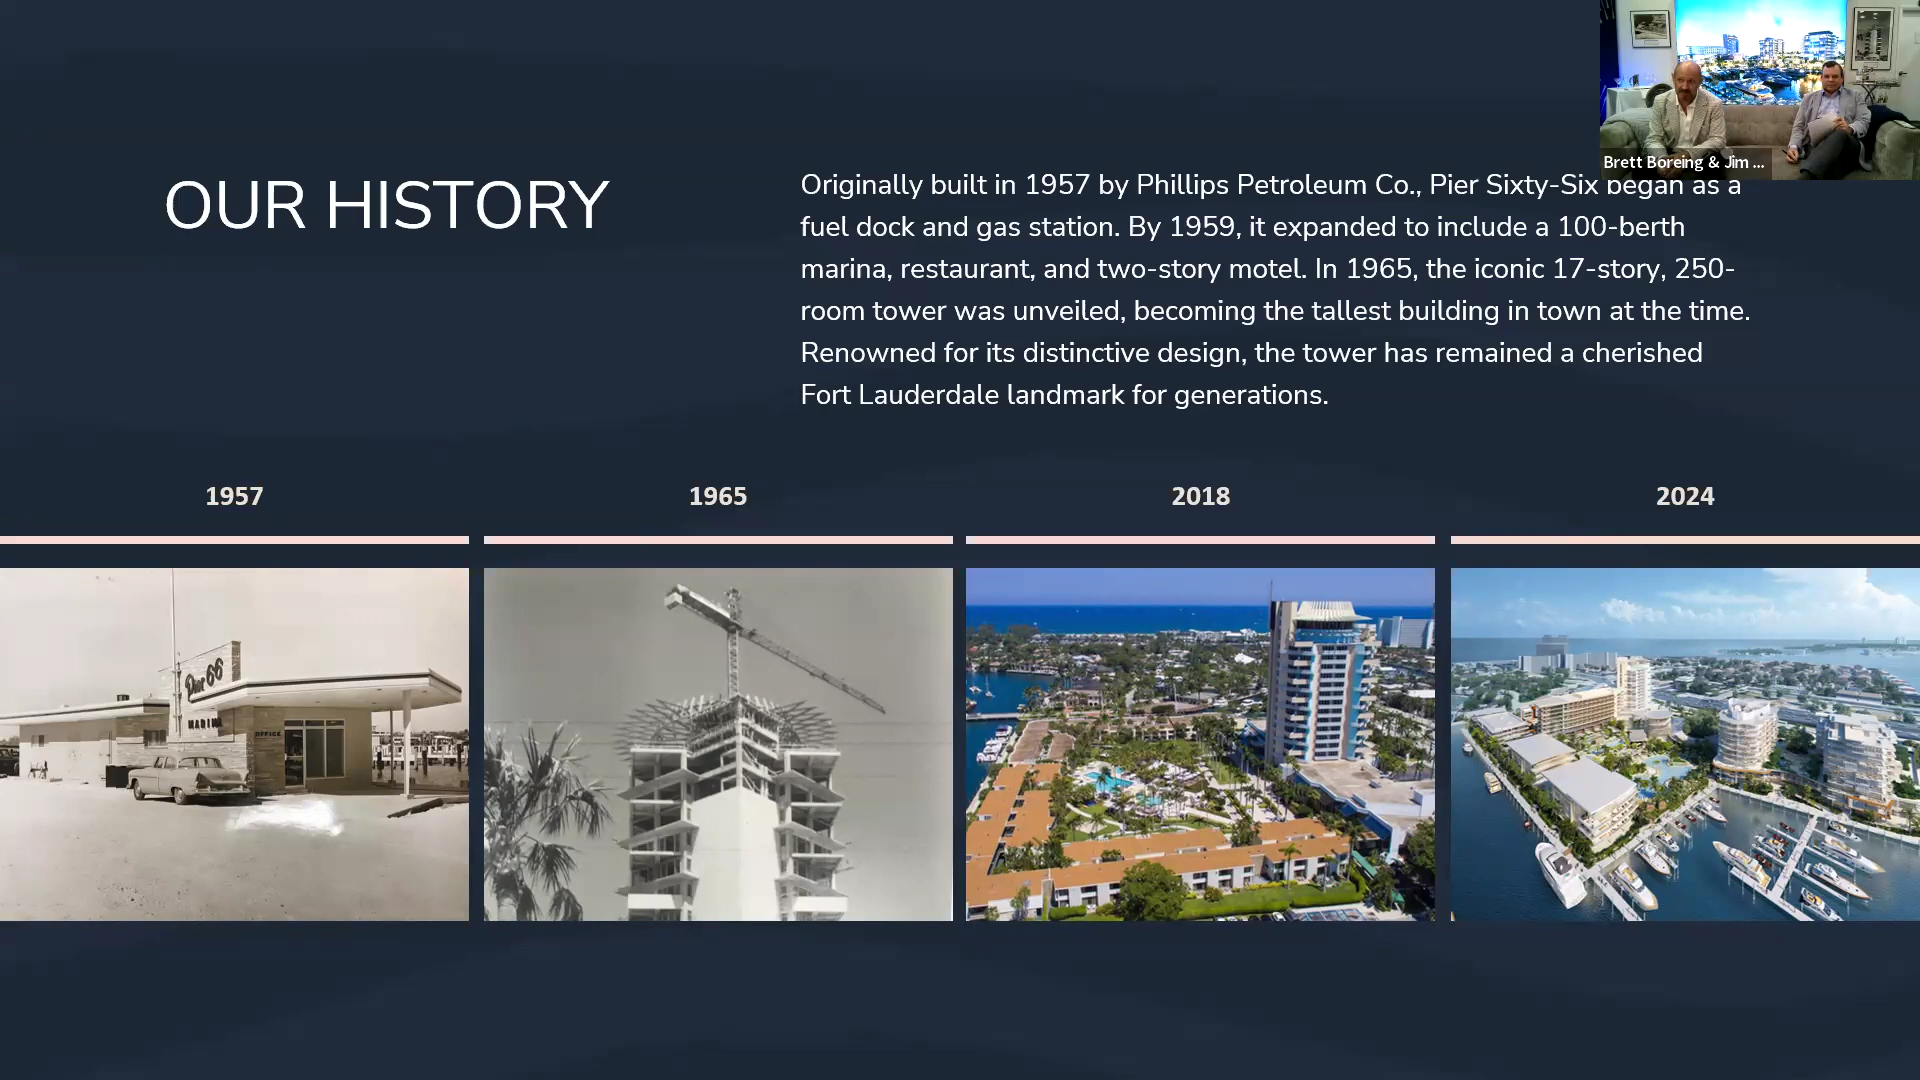 Brett Boreing & Jim ...
OUR HISTORY
Originally built in 1957 by Phillips Petroleum Co., Pier Sixty-Six began as a
fuel dock and gas station. By 1959, it expanded to include a 100-berth
marina, restaurant, and two-story motel. In 1965, the iconic 17-story, 250-
room tower was unveiled, becoming the tallest building in town at the time.
Renowned for its distinctive design, the tower has remained a cherished
Fort Lauderdale landmark for generations.
1957
1965
2018
2024
Pier 66
MARINA
OFFICE